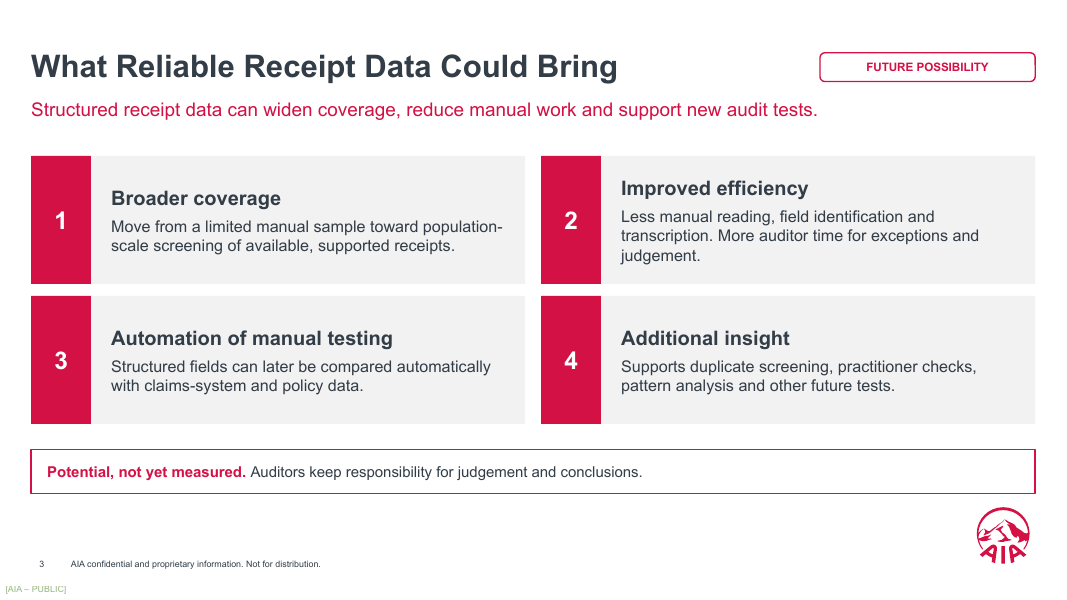 What Reliable Receipt Data Could Bring
FUTURE POSSIBILITY
Structured receipt data can widen coverage, reduce manual work and support new audit tests.
1
Broader coverage
Move from a limited manual sample toward population-
scale screening of available, supported receipts.
2
Improved efficiency
Less manual reading, field identification and
transcription. More auditor time for exceptions and
judgement.
3
Automation of manual testing
Structured fields can later be compared automatically
with claims-system and policy data.
4
Additional insight
Supports duplicate screening, practitioner checks,
pattern analysis and other future tests.
Potential, not yet measured. Auditors keep responsibility for judgement and conclusions.
AIA
3 AIA confidential and proprietary information. Not for distribution.
[AIA – PUBLIC]